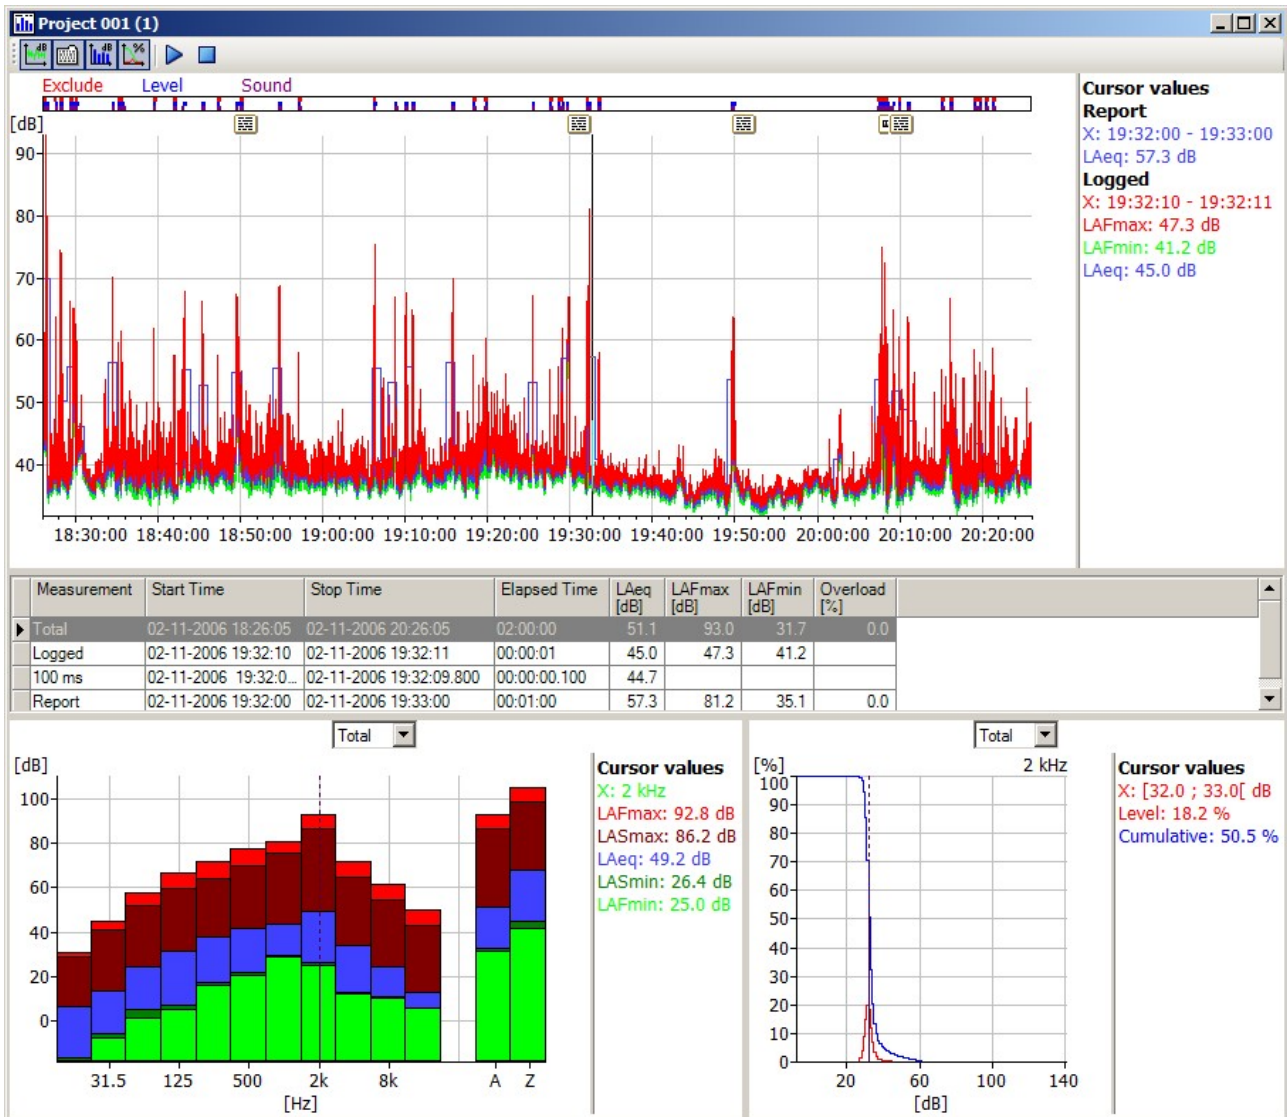 Project 001 (1)
Exclude Level Sound
[dB]
90
80
70
60
50
40
18:30:00 18:40:00 18:50:00 19:00:00 19:10:00 19:20:00 19:30:00 19:40:00 19:50:00 20:00:00 20:10:00 20:20:00
Cursor values
Report
X: 19:32:00 - 19:33:00
LAeq: 57.3 dB
Logged
X: 19:32:10 - 19:32:11
LAFmax: 47.3 dB
LAFmin: 41.2 dB
LAeq: 45.0 dB
Measurement Start Time Stop Time Elapsed Time LAeq [dB] LAFmax [dB] LAFmin [dB] Overload [%]
Total 02-11-2006 18:26:05 02-11-2006 20:26:05 02:00:00 51.1 93.0 31.7 0.0
Logged 02-11-2006 19:32:10 02-11-2006 19:32:11 00:00:01 45.0 47.3 41.2
100 ms 02-11-2006 19:32:0... 02-11-2006 19:32:09.800 00:00:00.100 44.7
Report 02-11-2006 19:32:00 02-11-2006 19:33:00 00:01:00 57.3 81.2 35.1 0.0
Total
[dB]
100
80
60
40
20
0
31.5 125 500 2k 8k A Z
[Hz]
Cursor values
X: 2 kHz
LAFmax: 92.8 dB
LASmax: 86.2 dB
LAeq: 49.2 dB
LASmin: 26.4 dB
LAFmin: 25.0 dB
Total
[%] 2 kHz
100
90
80
70
60
50
40
30
20
10
0
20 60 100 140
[dB]
Cursor values
X: [32.0 ; 33.0[ dB
Level: 18.2 %
Cumulative: 50.5 %